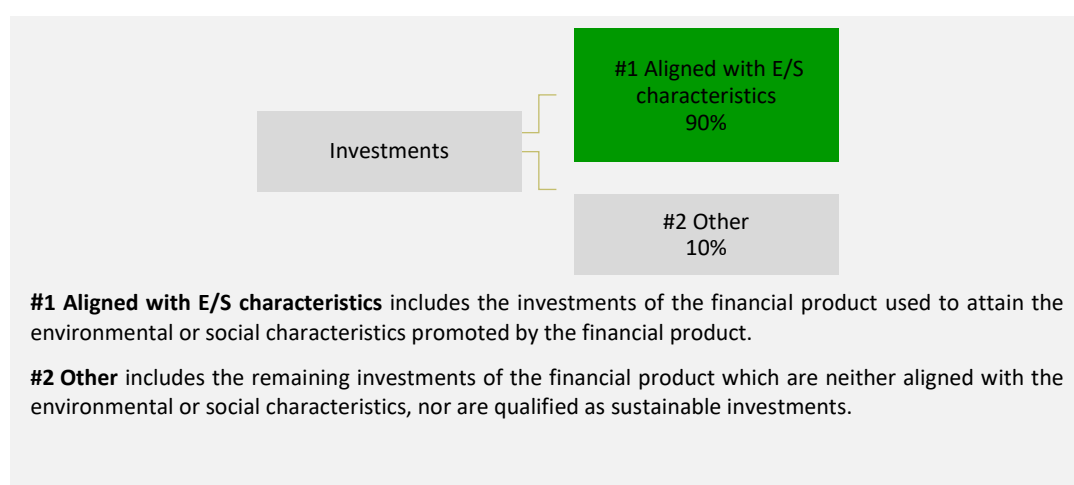 #1 Aligned with E/S
characteristics
90%
Investments
#2 Other
10%
#1 Aligned with E/S characteristics includes the investments of the financial product used to attain the
environmental or social characteristics promoted by the financial product.
#2 Other includes the remaining investments of the financial product which are neither aligned with the
environmental or social characteristics, nor are qualified as sustainable investments.